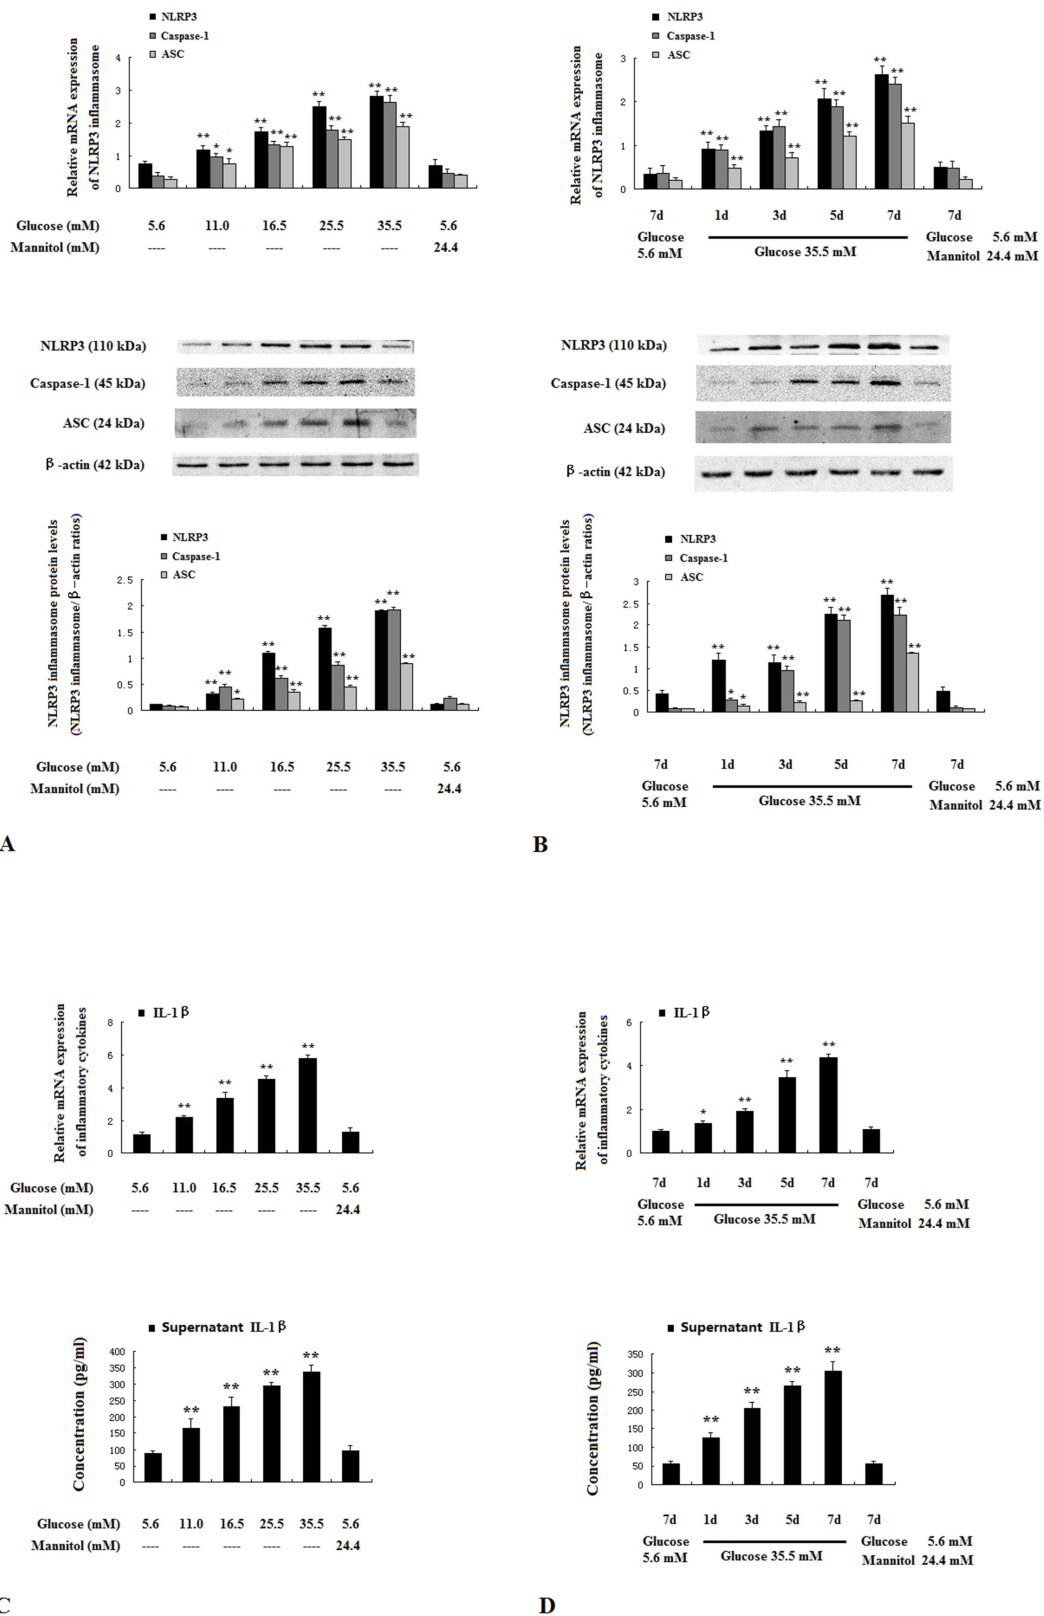 NLRP3
Caspase-1
ASC
Relative mRNA expression
of NLRP3 inflammasome
4
3
2
1
0
** ** * * ** ** ** ** ** ** ** ** **
Glucose (mM) 5.6 11.0 16.5 25.5 35.5 5.6
Mannitol (mM) ---- ---- ---- ---- ---- 24.4
NLRP3 (110 kDa)
Caspase-1 (45 kDa)
ASC (24 kDa)
β-actin (42 kDa)
NLRP3 inflammasome protein levels
(NLRP3 inflammasome/β-actin ratios)
NLRP3
Caspase-1
ASC
2.5
2
1.5
1
0.5
0
** ** * ** ** ** ** ** ** ** ** **
Glucose (mM) 5.6 11.0 16.5 25.5 35.5 5.6
Mannitol (mM) ---- ---- ---- ---- ---- 24.4
A
NLRP3
Caspase-1
ASC
Relative mRNA expression
of NLRP3 inflammasome
3
2
1
0
** ** ** ** ** ** ** ** ** ** ** **
7d 1d 3d 5d 7d 7d
Glucose
5.6 mM
Glucose 35.5 mM
Glucose 5.6 mM
Mannitol 24.4 mM
NLRP3 (110 kDa)
Caspase-1 (45 kDa)
ASC (24 kDa)
β-actin (42 kDa)
NLRP3 inflammasome protein levels
(NLRP3 inflammasome/β-actin ratios)
NLRP3
Caspase-1
ASC
3
2.5
2
1.5
1
0.5
0
** * * ** ** ** ** ** ** ** ** **
7d 1d 3d 5d 7d 7d
Glucose
5.6 mM
Glucose 35.5 mM
Glucose 5.6 mM
Mannitol 24.4 mM
B
IL-1β
Relative mRNA expression
of inflammatory cytokines
8
6
4
2
0
** ** ** **
Glucose (mM) 5.6 11.0 16.5 25.5 35.5 5.6
Mannitol (mM) ---- ---- ---- ---- ---- 24.4
Supernatant IL-1β
Concentration (pg/ml)
400
350
300
250
200
150
100
50
0
** ** ** **
Glucose (mM) 5.6 11.0 16.5 25.5 35.5 5.6
Mannitol (mM) ---- ---- ---- ---- ---- 24.4
C
IL-1β
Relative mRNA expression
of inflammatory cytokines
6
4
2
0
* ** ** **
7d 1d 3d 5d 7d 7d
Glucose
5.6 mM
Glucose 35.5 mM
Glucose 5.6 mM
Mannitol 24.4 mM
Supernatant IL-1β
Concentration (pg/ml)
350
300
250
200
150
100
50
0
** ** ** **
7d 1d 3d 5d 7d 7d
Glucose
5.6 mM
Glucose 35.5 mM
Glucose 5.6 mM
Mannitol 24.4 mM
D